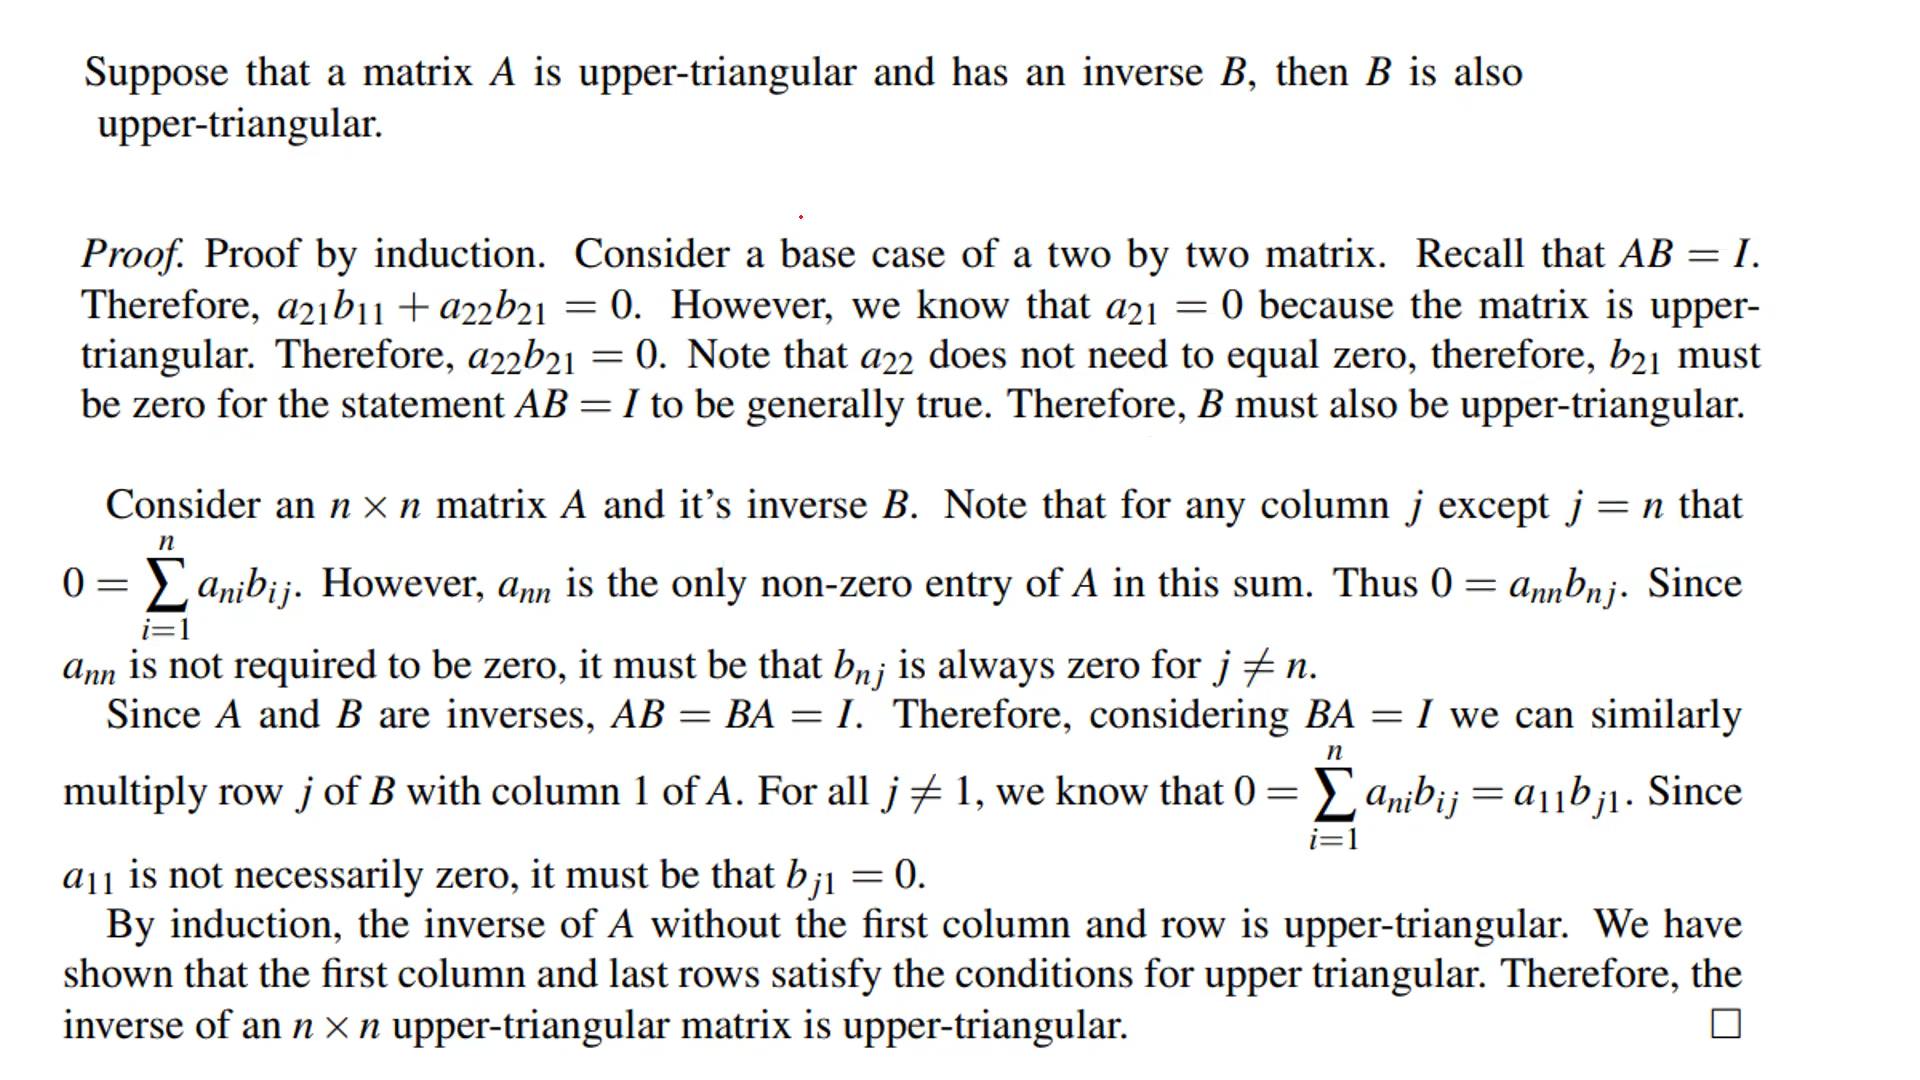 Suppose that a matrix A is upper-triangular and has an inverse B, then B is also
upper-triangular.
Proof. Proof by induction. Consider a base case of a two by two matrix. Recall that AB = I.
Therefore, a₂₁b₁₁ + a₂₂b₂₁ = 0. However, we know that a₂₁ = 0 because the matrix is upper-
triangular. Therefore, a₂₂b₂₁ = 0. Note that a₂₂ does not need to equal zero, therefore, b₂₁ must
be zero for the statement AB = I to be generally true. Therefore, B must also be upper-triangular.
Consider an n × n matrix A and it's inverse B. Note that for any column j except j = n that
0 = \sum_{i=1}^{n} a_{ni}b_{ij}. However, a_{nn} is the only non-zero entry of A in this sum. Thus 0 = a_{nn}b_{nj}. Since
a_{nn} is not required to be zero, it must be that b_{nj} is always zero for j ≠ n.
Since A and B are inverses, AB = BA = I. Therefore, considering BA = I we can similarly
multiply row j of B with column 1 of A. For all j ≠ 1, we know that 0 = \sum_{i=1}^{n} a_{ni}b_{ij} = a₁₁b_{j1}. Since
a₁₁ is not necessarily zero, it must be that b_{j1} = 0.
By induction, the inverse of A without the first column and row is upper-triangular. We have
shown that the first column and last rows satisfy the conditions for upper triangular. Therefore, the
inverse of an n × n upper-triangular matrix is upper-triangular. □